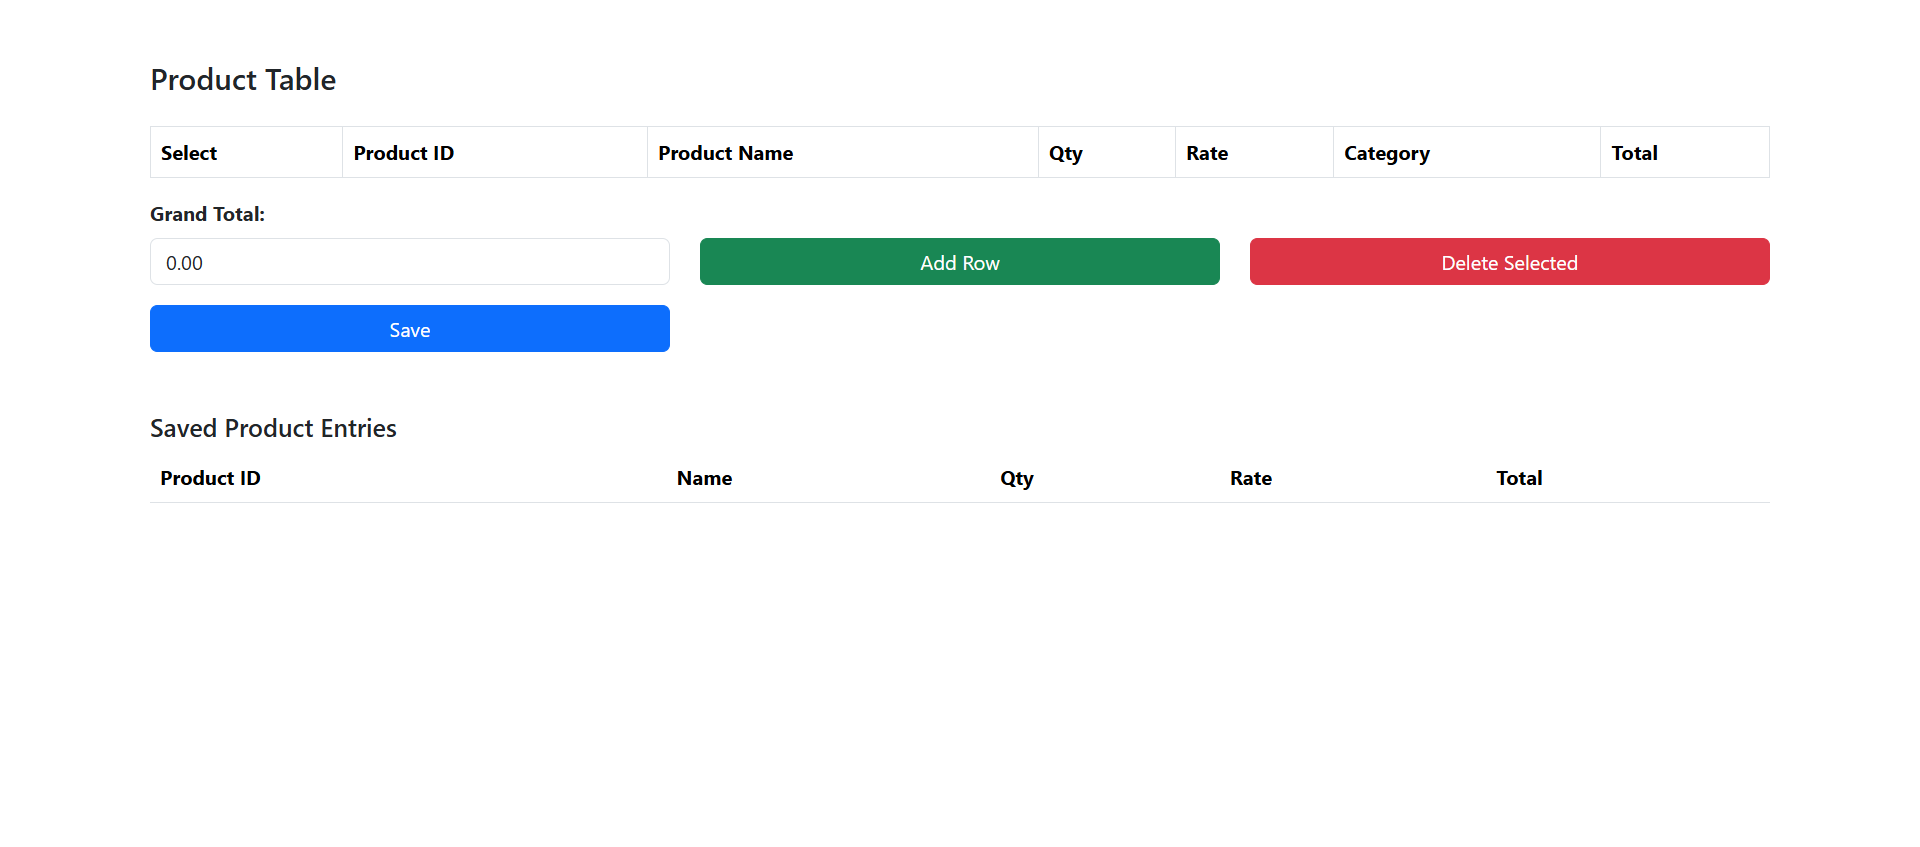 Product Table
Select Product ID Product Name Qty Rate Category Total
Grand Total:
0.00 Add Row Delete Selected
Save
Saved Product Entries
Product ID Name Qty Rate Total